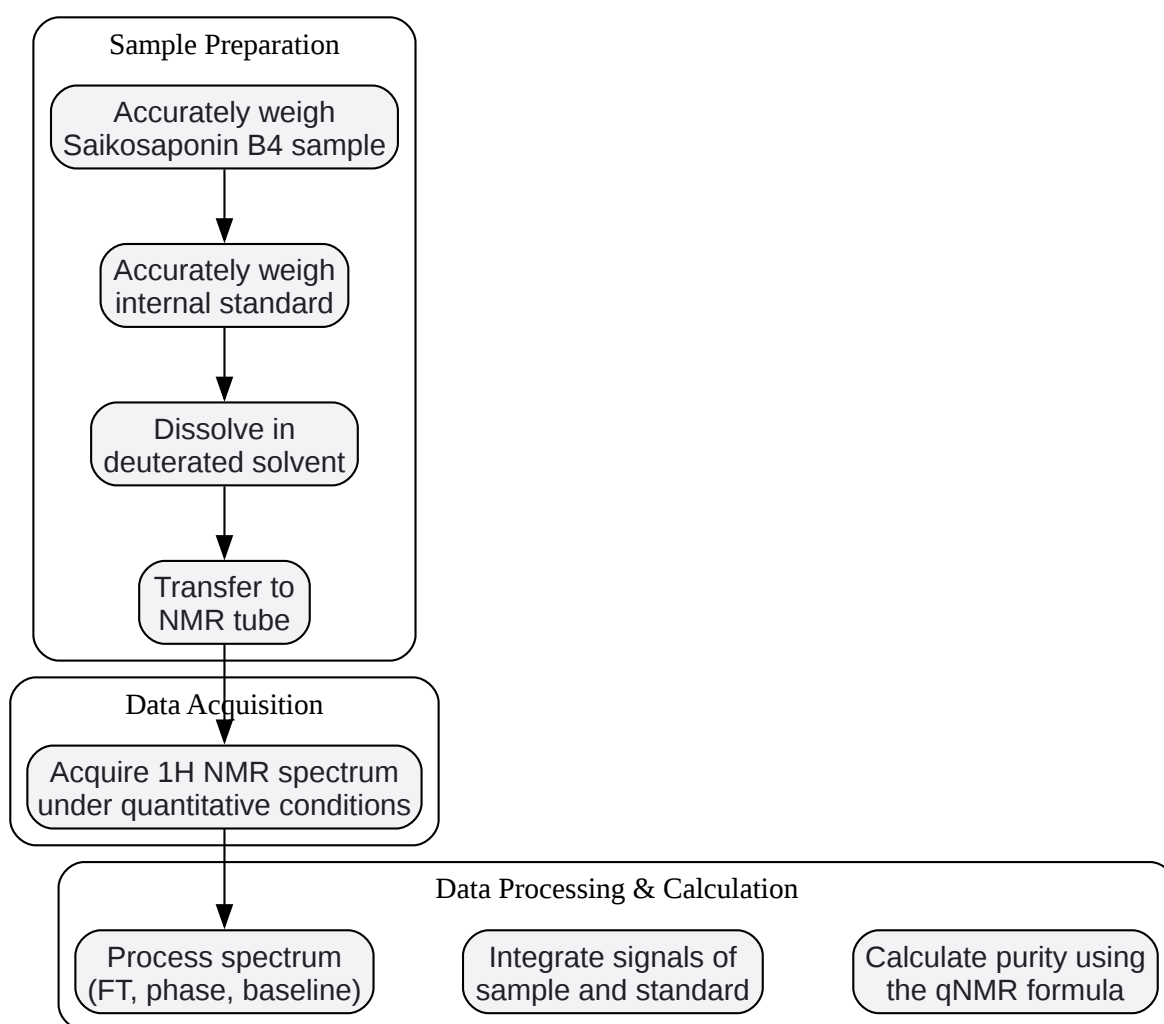 Sample Preparation
Accurately weigh
Saikosaponin B4 sample
Accurately weigh
internal standard
Dissolve in
deuterated solvent
Transfer to
NMR tube
Data Acquisition
Acquire 1H NMR spectrum
under quantitative conditions
Data Processing & Calculation
Process spectrum
(FT, phase, baseline)
Integrate signals of
sample and standard
Calculate purity using
the qNMR formula